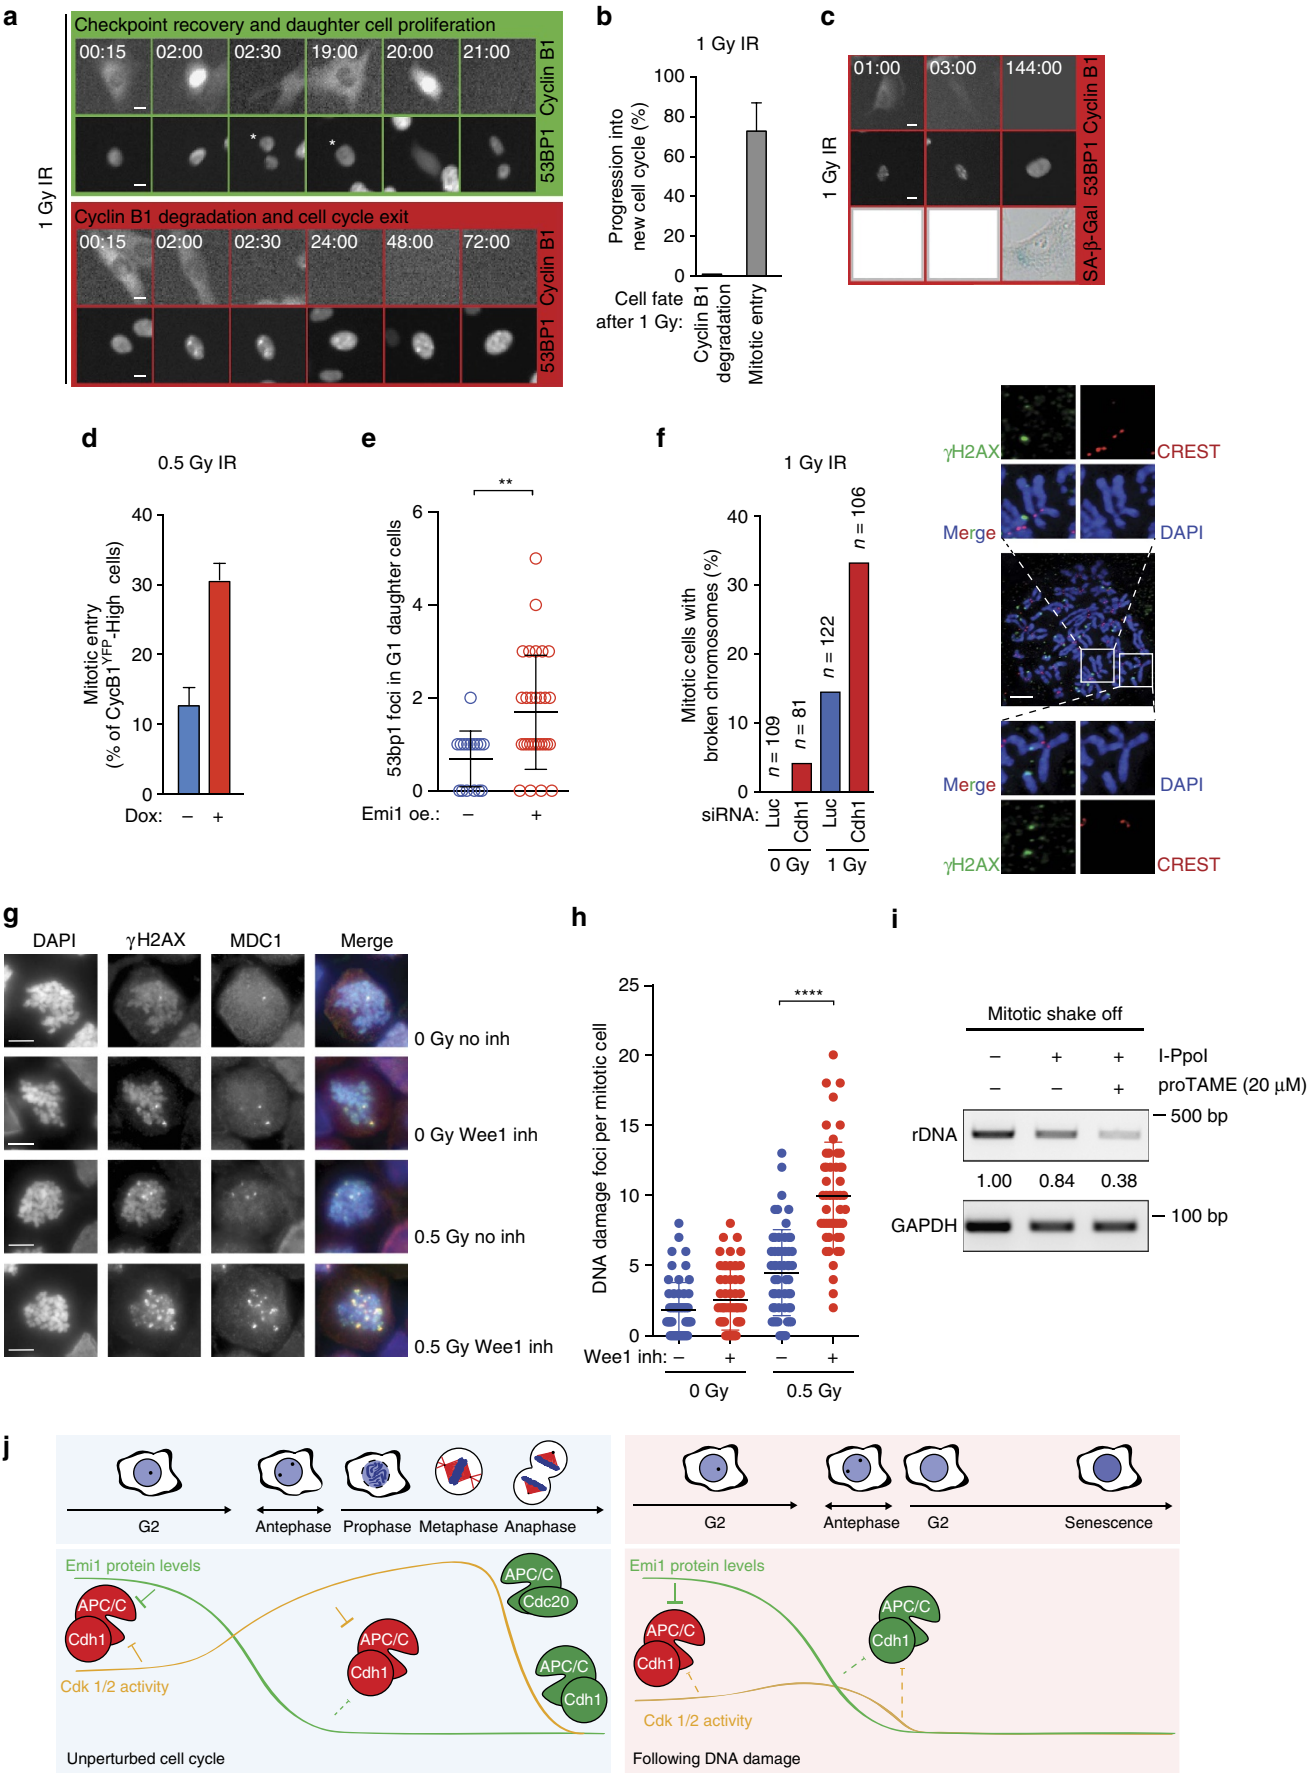 a
1 Gy IR
Checkpoint recovery and daughter cell proliferation
00:15 02:00 02:30 19:00 20:00 21:00
Cyclin B1
* *
53BP1
Cyclin B1 degradation and cell cycle exit
00:15 02:00 02:30 24:00 48:00 72:00
Cyclin B1
53BP1
b
1 Gy IR
Progression into
new cell cycle (%)
100
80
60
40
20
0
Cell fate
after 1 Gy:
Cyclin B1
degradation
Mitotic entry
c
1 Gy IR
01:00 03:00 144:00
Cyclin B1
53BP1
SA-β-Gal
d
0.5 Gy IR
Mitotic entry
(% of CycB1YFP-High cells)
40
30
20
10
0
Dox: – +
e
**
53bp1 foci in G1 daughter cells
6
4
2
0
Emi1 oe.: – +
f
1 Gy IR
Mitotic cells with
broken chromosomes (%)
40
30
20
10
0
n = 109
n = 81
n = 122
n = 106
siRNA: Luc Cdh1 Luc Cdh1
0 Gy 1 Gy
γH2AX CREST
Merge DAPI
Merge DAPI
γH2AX CREST
g
DAPI γH2AX MDC1 Merge
0 Gy no inh
0 Gy Wee1 inh
0.5 Gy no inh
0.5 Gy Wee1 inh
h
DNA damage foci per mitotic cell
25
20
15
10
5
0
****
Wee1 inh: – + – +
0 Gy 0.5 Gy
i
Mitotic shake off
– + + I-PpoI
– – + proTAME (20 μM)
500 bp
rDNA
1.00 0.84 0.38
GAPDH
100 bp
j
G2 Antephase Prophase Metaphase Anaphase
Emi1 protein levels
APC/C
Cdh1
Cdk 1/2 activity
APC/C
Cdh1
APC/C
Cdc20
APC/C
Cdh1
Unperturbed cell cycle
G2 Antephase G2 Senescence
Emi1 protein levels
APC/C
Cdh1
Cdk 1/2 activity
APC/C
Cdh1
Following DNA damage